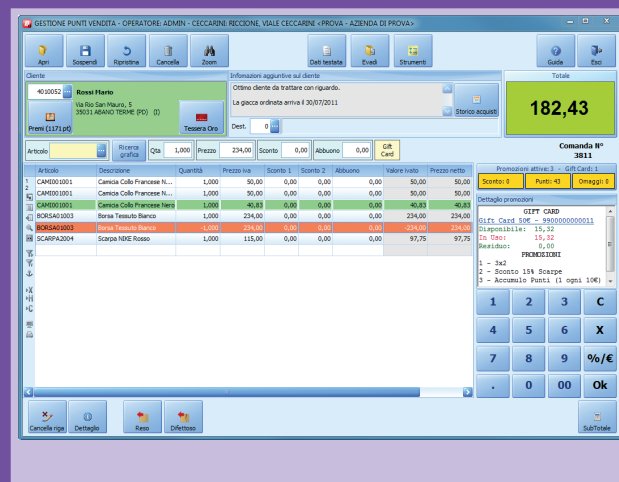 GESTIONE PUNTI VENDITA - OPERATORE: ADMIN - CECCARINI: RICCIONE, VIALE CECCARINI <PROVA - AZIENDA DI PROVA>
Apri Sospendi Ripristina Cancella Zoom Dati testata Evadi Strumenti Guida Esci
Cliente Infomazioni aggiuntive sul cliente Totale
4010052 Rossi Mario
Via Rio San Mauro, 5
35031 ABANO TERME (PD) ()
Premi (1171 pt) Tessera Oro
Ottimo cliente da trattare con riguardo.
La giacca ordinata arriva il 30/07/2011
Storico acquisti
Dest. 0
182,43
Articolo Ricerca grafica Qta 1,000 Prezzo 234,00 Sconto 0,00 Abbuono 0,00 Gift Card
Comanda N°
3811
Articolo Descrizione Quantità Prezzo iva Sconto 1 Sconto 2 Abbuono Valore ivato Prezzo netto
CAMI001001 Camicia Collo Francese N... 1,000 50,00 0,00 0,00 0,00 50,00 50,00
CAMI001001 Camicia Collo Francese N... 1,000 50,00 0,00 0,00 0,00 50,00 50,00
CAMI001001 Camicia Collo Francese Nero 1,000 40,83 0,00 0,00 0,00 40,83 40,83
BORSA01003 Borsa Tessuto Bianco 1,000 234,00 0,00 0,00 0,00 234,00 234,00
BORSA01003 Borsa Tessuto Bianco -1,000 234,00 0,00 0,00 0,00 -234,00 234,00
SCARPA2004 Scarpa NIKE Rosso 1,000 115,00 0,00 0,00 0,00 97,75 97,75
Promozioni attive: 3 - Gift Card: 1
Sconto: 0 Punti: 43 Omaggi: 0
Dettaglio promozioni
GIFT CARD
Gift Card 50€ - 9900000000011
Disponibile: 15,32
In Uso: 15,32
Residuo: 0,00
PROMOZIONI
1 - 3x2
2 - Sconto 15% Scarpe
3 - Accumulo Punti (1 ogni 10€)
1 2 3 C
4 5 6 X
7 8 9 %/€
. 0 00 Ok
Cancella riga Dettaglio Reso Difettoso SubTotale